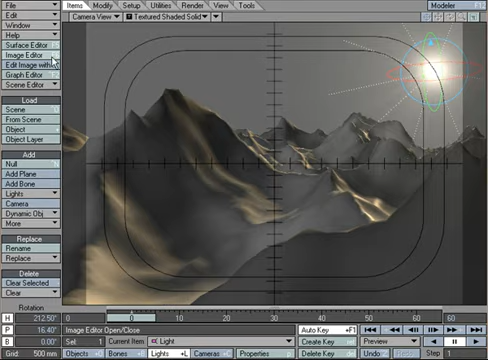 File Items Modify Setup Utilities Render View Tools Modeler
Edit Camera View Textured Shaded Solid
Window
Help
Surface Editor
Image Editor
Edit Image with
Graph Editor
Scene Editor
Load
Scene
From Scene
Object
Object Layer
Add
Null
Add Plane
Add Bone
Lights
Camera
Dynamic Obj
More
Replace
Rename
Replace
Delete
Clear Selected
Clear
Rotation
H 212.50° 0 0 10 20 30 40 50 60
P 16.40° Image Editor Open/Close Auto Key +F1
B 0.00° Sel: 1 Current Item Light Create Key Preview
Grid: 500 mm Objects Bones Lights +L Cameras Properties Delete Key Step 1